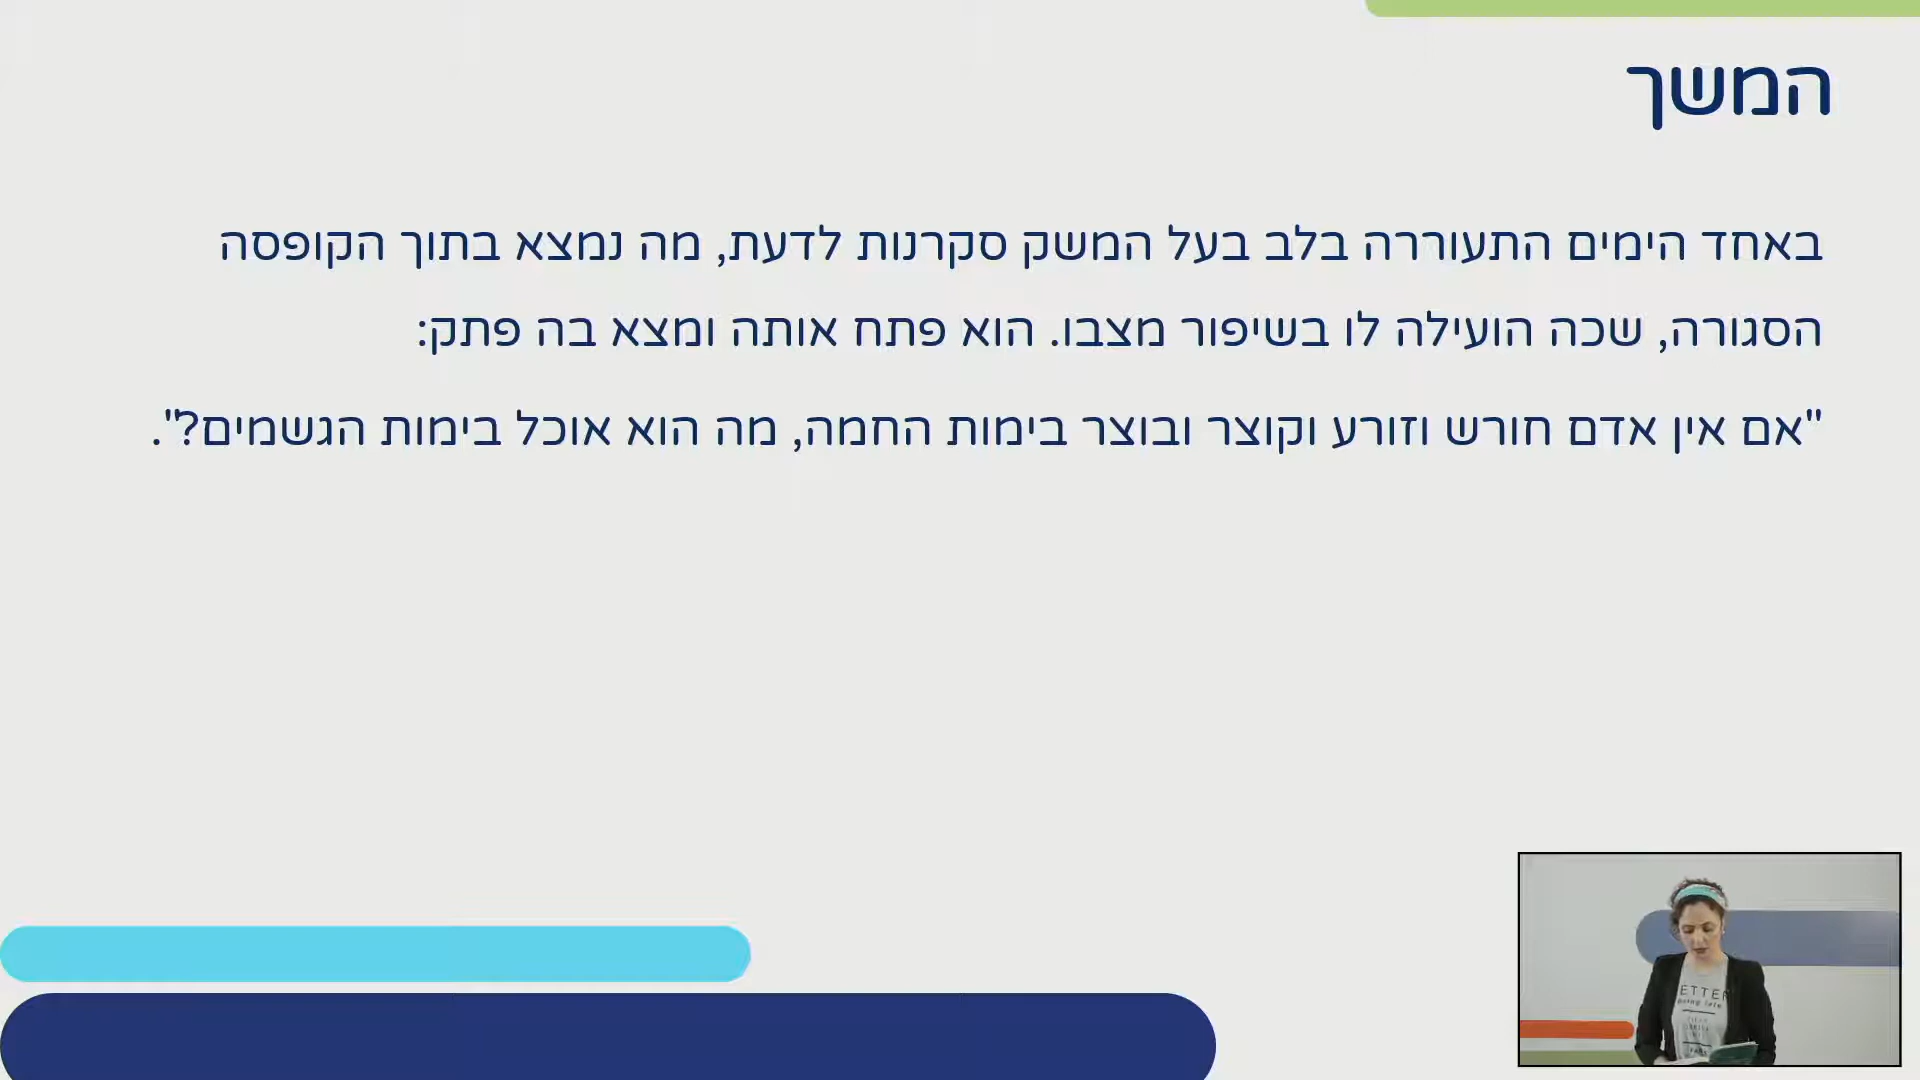 המשך
באחד הימים התעוררה בלב בעל המשק סקרנות לדעת, מה נמצא בתוך הקופסה
הסגורה, שכה הועילה לו בשיפור מצבו. הוא פתח אותה ומצא בה פתק:
"אם אין אדם חורש וזורע וקוצר ובוצר בימות החמה, מה הוא אוכל בימות הגשמים?".